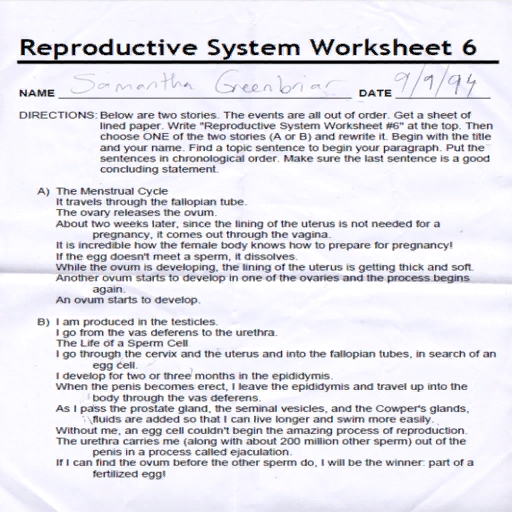 Reproductive System Worksheet 6
NAME Samantha Greenbriar DATE 9/9/94
DIRECTIONS: Below are two stories. The events are all out of order. Get a sheet of
lined paper. Write "Reproductive System Worksheet #6" at the top. Then
choose ONE of the two stories (A or B) and rewrite it. Begin with the title
and your name. Find a topic sentence to begin your paragraph. Put the
sentences in chronological order. Make sure the last sentence is a good
concluding statement.
A) The Menstrual Cycle
It travels through the fallopian tube.
The ovary releases the ovum.
About two weeks later, since the lining of the uterus is not needed for a
pregnancy, it comes out through the vagina.
It is incredible how the female body knows how to prepare for pregnancy!
If the egg doesn't meet a sperm, it dissolves.
While the ovum is developing, the lining of the uterus is getting thick and soft.
Another ovum starts to develop in one of the ovaries and the process begins
again.
An ovum starts to develop.
B) I am produced in the testicles.
I go from the vas deferens to the urethra.
The Life of a Sperm Cell
I go through the cervix and the uterus and into the fallopian tubes, in search of an
egg cell.
I develop for two or three months in the epididymis.
When the penis becomes erect, I leave the epididymis and travel up into the
body through the vas deferens.
As I pass the prostate gland, the seminal vesicles, and the Cowper's glands,
fluids are added so that I can live longer and swim more easily.
Without me, an egg cell couldn't begin the amazing process of reproduction.
The urethra carries me (along with about 200 million other sperm) out of the
penis in a process called ejaculation.
If I can find the ovum before the other sperm do, I will be the winner: part of a
fertilized egg!